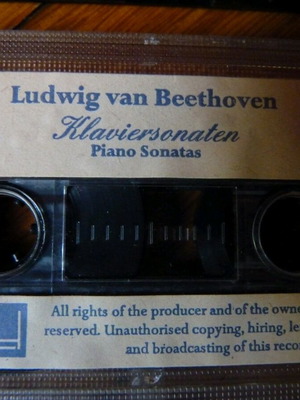 Ludwig van Beethoven
Klaviersonaten
Piano Sonatas
All rights of the producer and of the owne
reserved. Unauthorised copying, hiring, le
and broadcasting of this reco